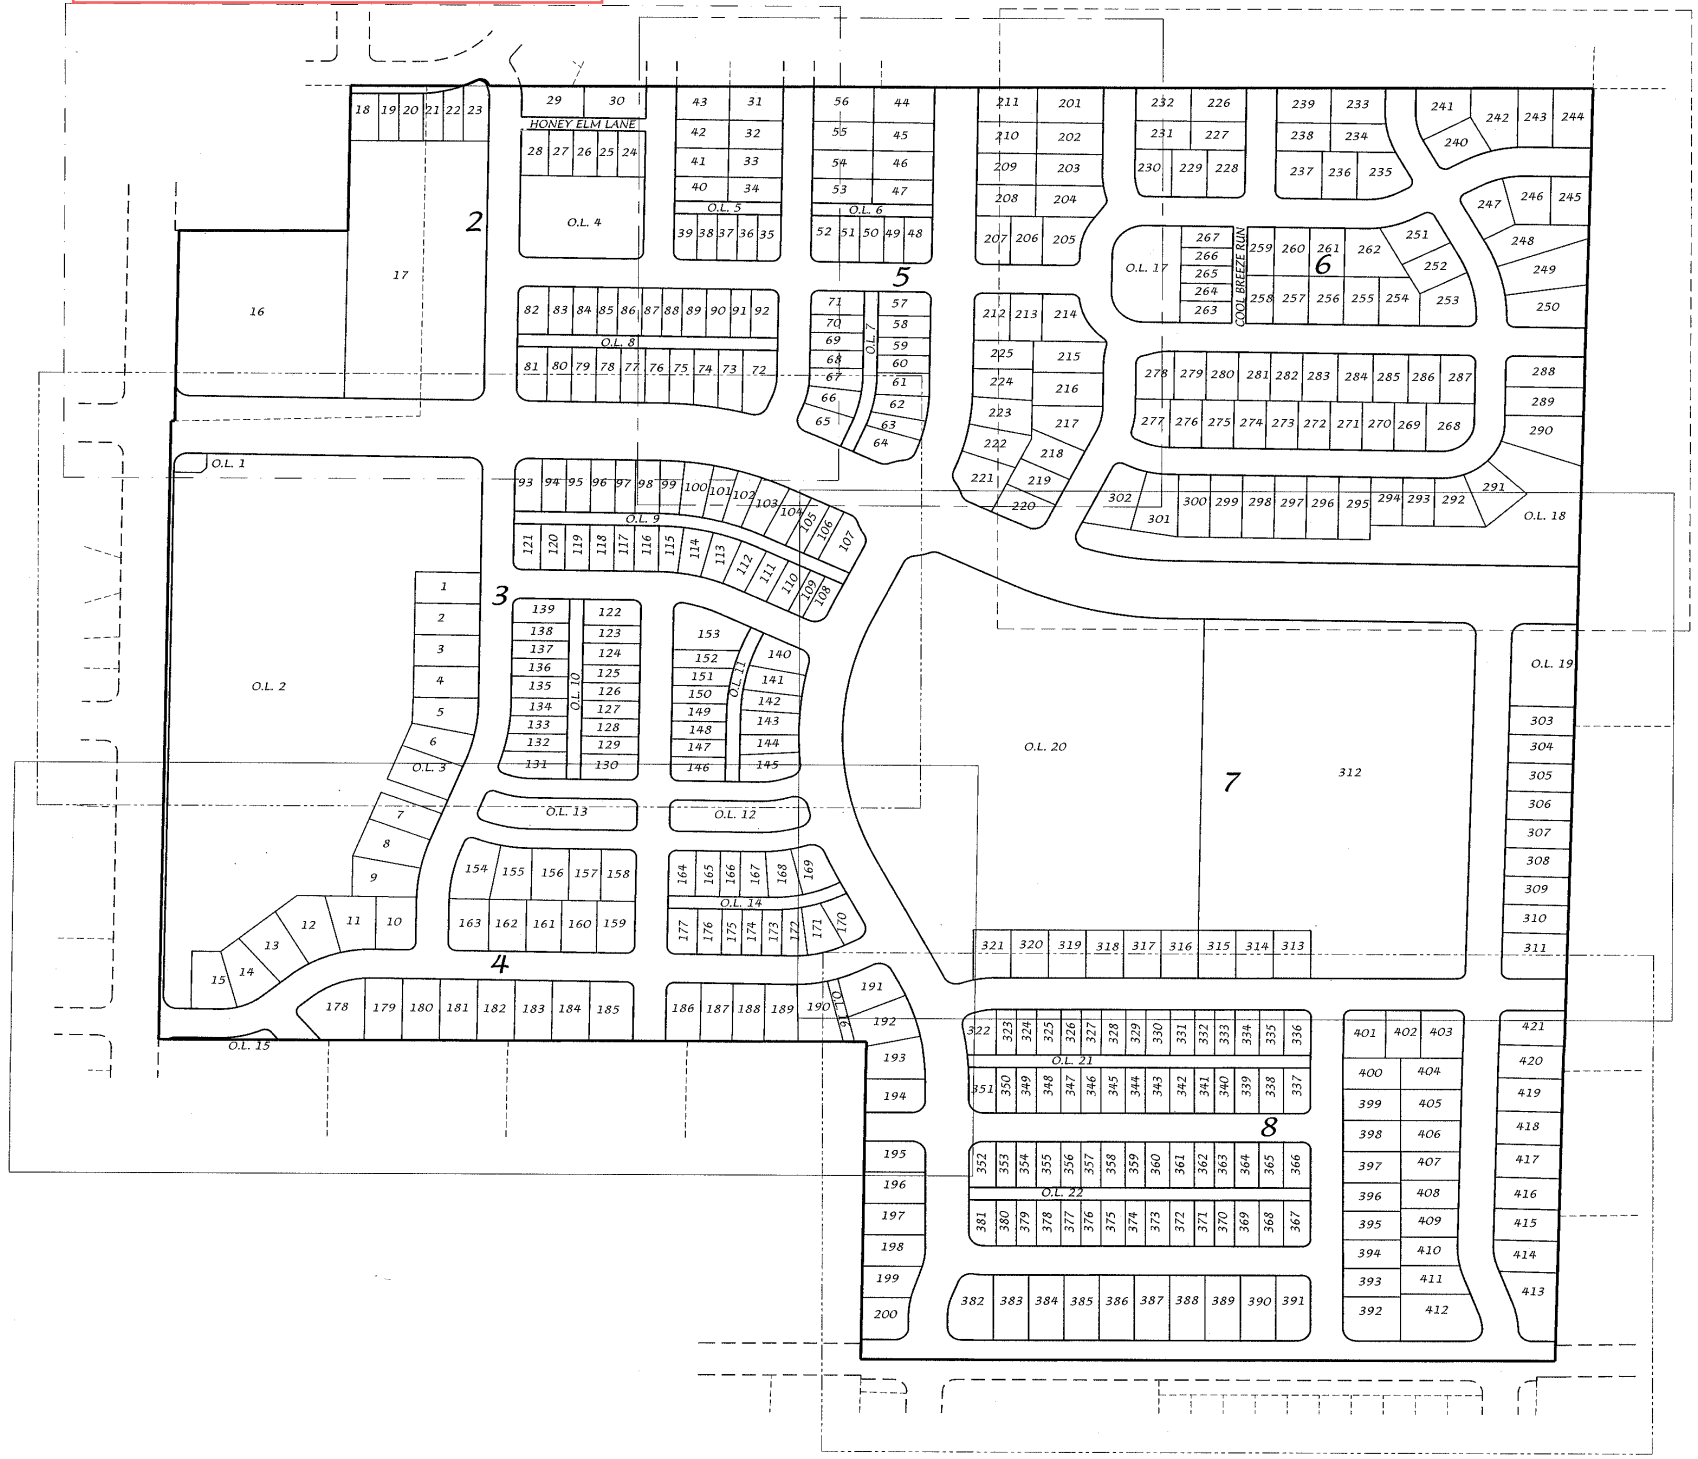 18 19 20 21 22 23
29 30
HONEY ELM LANE
28 27 26 25 24
O.L. 4
2
17
16
43 31
42 32
41 33
40 34
O.L. 5
39 38 37 36 35
56 44
55 45
54 46
53 47
O.L. 6
52 51 50 49 48
5
211 201
210 202
209 203
208 204
207 206 205
232 226
231 227
230 229 228
239 233
238 234
237 236 235
241 240 242 243 244
247 246 245
248
249
250
251
252
253
O.L. 17
267
266
265
264
263
COOL BREEZE RUN
259 260 261 262
6
258 257 256 255 254
82 83 84 85 86 87 88 89 90 91 92
O.L. 8
81 80 79 78 77 76 75 74 73 72
71 57
70 58
69 59
68 60
67 61
66 62
65 63
64
O.L. 7
212 213 214
225 215
224 216
223 217
222 218
221 219
220
278 279 280 281 282 283 284 285 286 287
277 276 275 274 273 272 271 270 269 268
288
289
290
291
302 301 300 299 298 297 296 295 294 293 292
O.L. 18
O.L. 1
93 94 95 96 97 98 99 100 101 102 103 104 105 106 107
O.L. 9
121 120 119 118 117 116 115 114 113 112 111 110 109 108
3
1
2
3
4
5
6
O.L. 3
7
8
9
O.L. 2
139 122
138 123
137 124
136 125
135 126
134 127
133 128
132 129
131 130
O.L. 10
153 140
152 141
151 142
150 143
149 144
148 145
147
146
O.L. 11
O.L. 13
O.L. 12
O.L. 20
7
312
O.L. 19
303
304
305
306
307
308
309
310
311
154 155 156 157 158
163 162 161 160 159
164 165 166 167 168 169
O.L. 14
177 176 175 174 173 172 171 170
15 14 13 12 11 10
4
178 179 180 181 182 183 184 185
186 187 188 189 190
O.L. 16
191
192
193
194
O.L. 15
321 320 319 318 317 316 315 314 313
322 323 324 325 326 327 328 329 330 331 332 333 334 335 336
O.L. 21
351 350 349 348 347 346 345 344 343 342 341 340 339 338 337
8
352 353 354 355 356 357 358 359 360 361 362 363 364 365 366
O.L. 22
381 380 379 378 377 376 375 374 373 372 371 370 369 368 367
382 383 384 385 386 387 388 389 390 391
195
196
197
198
199
200
401 402 403
400 404
399 405
398 406
397 407
396 408
395 409
394 410
393 411
392 412
421
420
419
418
417
416
415
414
413